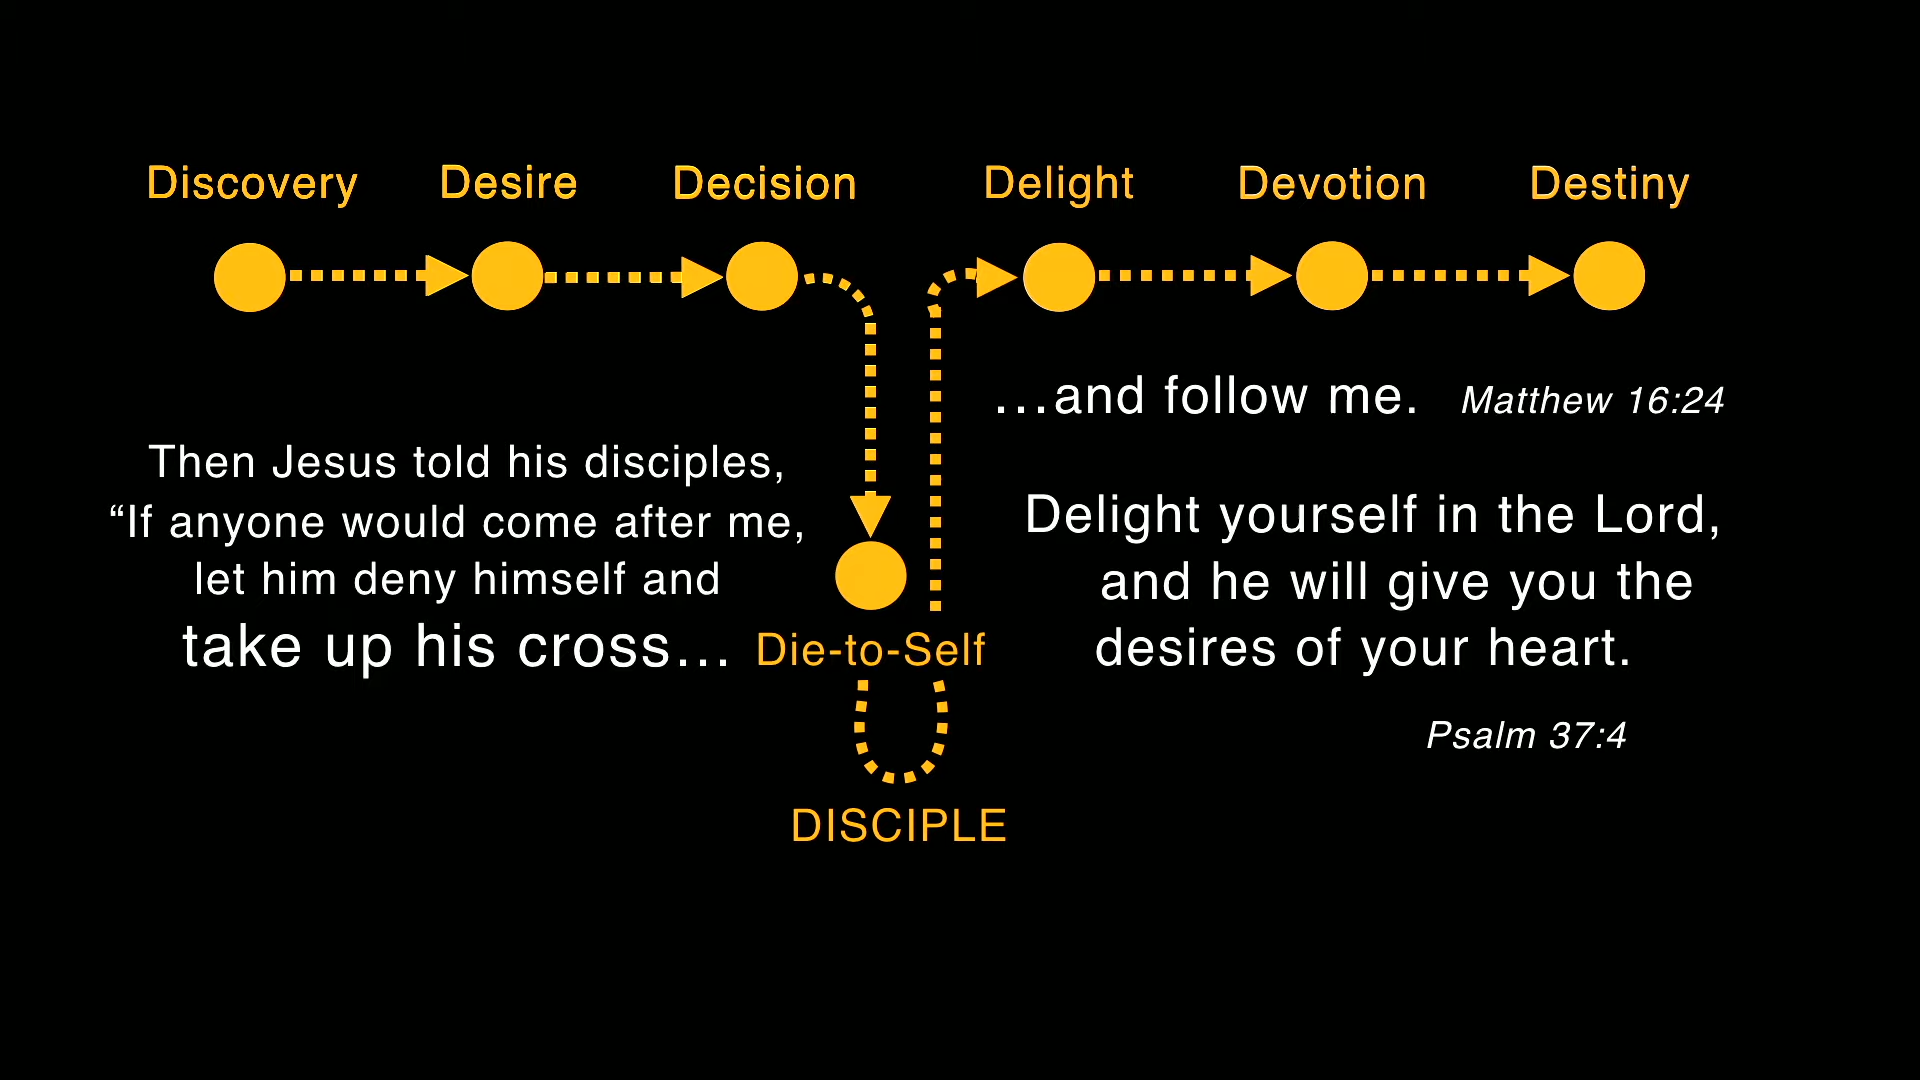 Discovery
Desire
Decision
Delight
Devotion
Destiny
Then Jesus told his disciples,
“If anyone would come after me,
let him deny himself and
take up his cross...
Die-to-Self
DISCIPLE
...and follow me. Matthew 16:24
Delight yourself in the Lord,
and he will give you the
desires of your heart.
Psalm 37:4